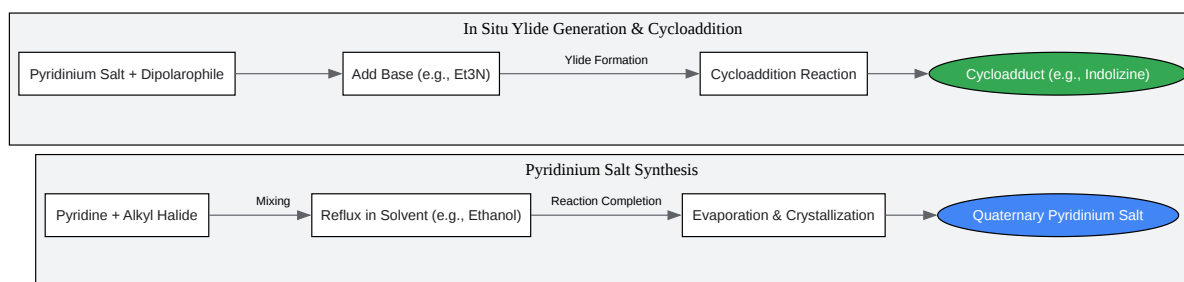 In Situ Ylide Generation & Cycloaddition
Pyridinium Salt + Dipolarophile
Add Base (e.g., Et3N)
Ylide Formation
Cycloaddition Reaction
Cycloadduct (e.g., Indolizine)
Pyridinium Salt Synthesis
Pyridine + Alkyl Halide
Mixing
Reflux in Solvent (e.g., Ethanol)
Reaction Completion
Evaporation & Crystallization
Quaternary Pyridinium Salt